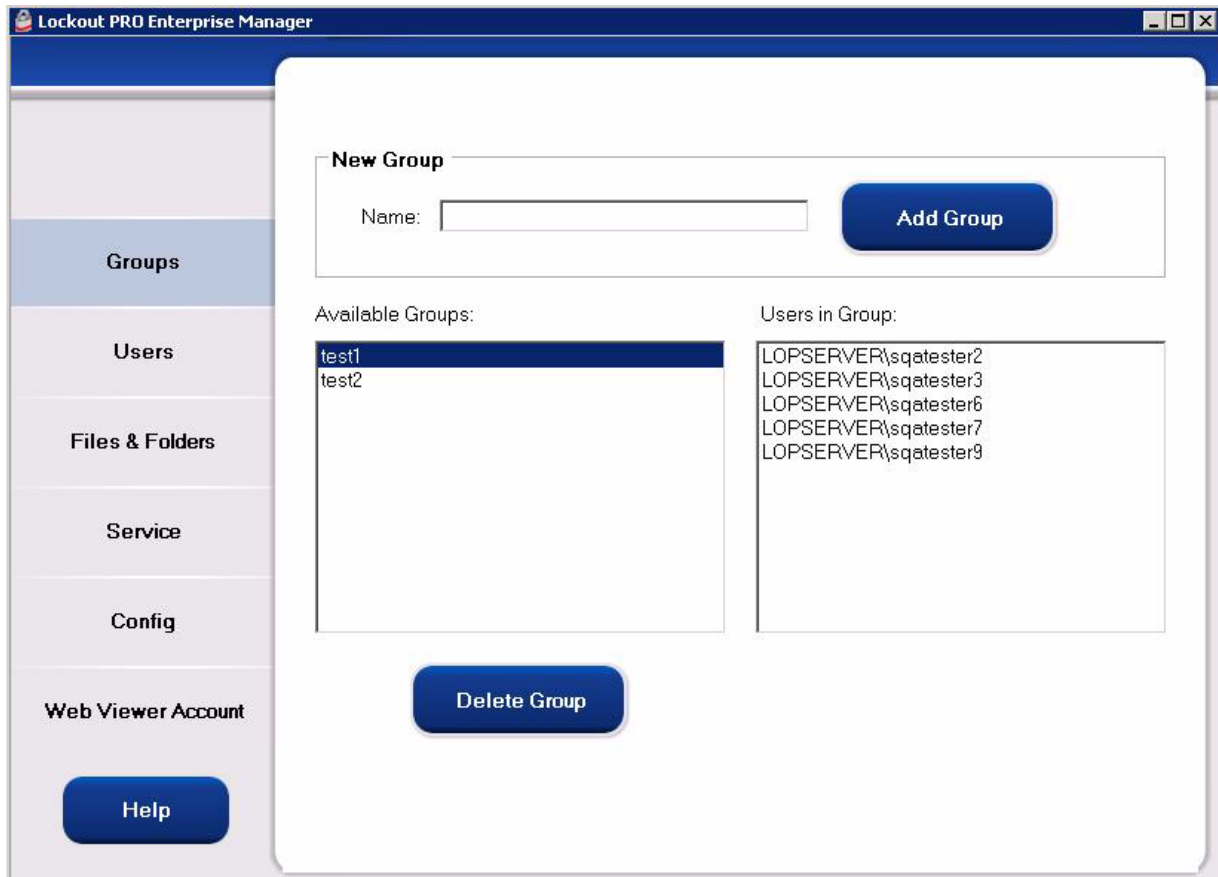 Lockout PRO Enterprise Manager
New Group
Name:
Add Group
Groups
Users
Files & Folders
Service
Config
Web Viewer Account
Help
Available Groups:
test1
test2
Users in Group:
LOPSERVER\sqatester2
LOPSERVER\sqatester3
LOPSERVER\sqatester6
LOPSERVER\sqatester7
LOPSERVER\sqatester9
Delete Group